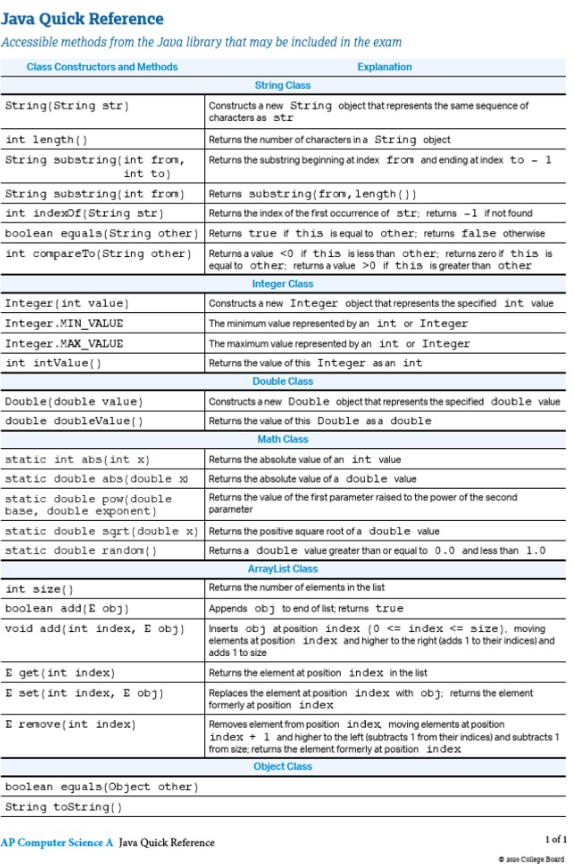 Java Quick Reference
Accessible methods from the Java library that may be included in the exam
Class Constructors and Methods Explanation
String Class
String(String str) Constructs a new String object that represents the same sequence of
characters as str
int length() Returns the number of characters in a String object
String substring(int from, Returns the substring beginning at index from and ending at index to - 1
int to)
String substring(int from) Returns substring(from, length())
int indexOf(String str) Returns the index of the first occurrence of str; returns -1 if not found
boolean equals(String other) Returns true if this is equal to other; returns false otherwise
int compareTo(String other) Returns a value <0 if this is less than other; returns zero if this is
equal to other; returns a value >0 if this is greater than other
Integer Class
Integer(int value) Constructs a new Integer object that represents the specified int value
Integer.MIN_VALUE The minimum value represented by an int or Integer
Integer.MAX_VALUE The maximum value represented by an int or Integer
int intValue() Returns the value of this Integer as an int
Double Class
Double(double value) Constructs a new Double object that represents the specified double value
double doubleValue() Returns the value of this Double as a double
Math Class
static int abs(int x) Returns the absolute value of an int value
static double abs(double x) Returns the absolute value of a double value
static double pow(double Returns the value of the first parameter raised to the power of the second
base, double exponent) parameter
static double sqrt(double x) Returns the positive square root of a double value
static double random() Returns a double value greater than or equal to 0.0 and less than 1.0
ArrayList Class
int size() Returns the number of elements in the list
boolean add(E obj) Appends obj to end of list; returns true
void add(int index, E obj) Inserts obj at position index (0 <= index <= size), moving
elements at position index and higher to the right (adds 1 to their indices) and
adds 1 to size
E get(int index) Returns the element at position index in the list
E set(int index, E obj) Replaces the element at position index with obj; returns the element
formerly at position index
E remove(int index) Removes element from position index, moving elements at position
index + 1 and higher to the left (subtracts 1 from their indices) and subtracts 1
from size; returns the element formerly at position index
Object Class
boolean equals(Object other)
String toString()
AP Computer Science A Java Quick Reference 1 of 1
© 2020 College Board